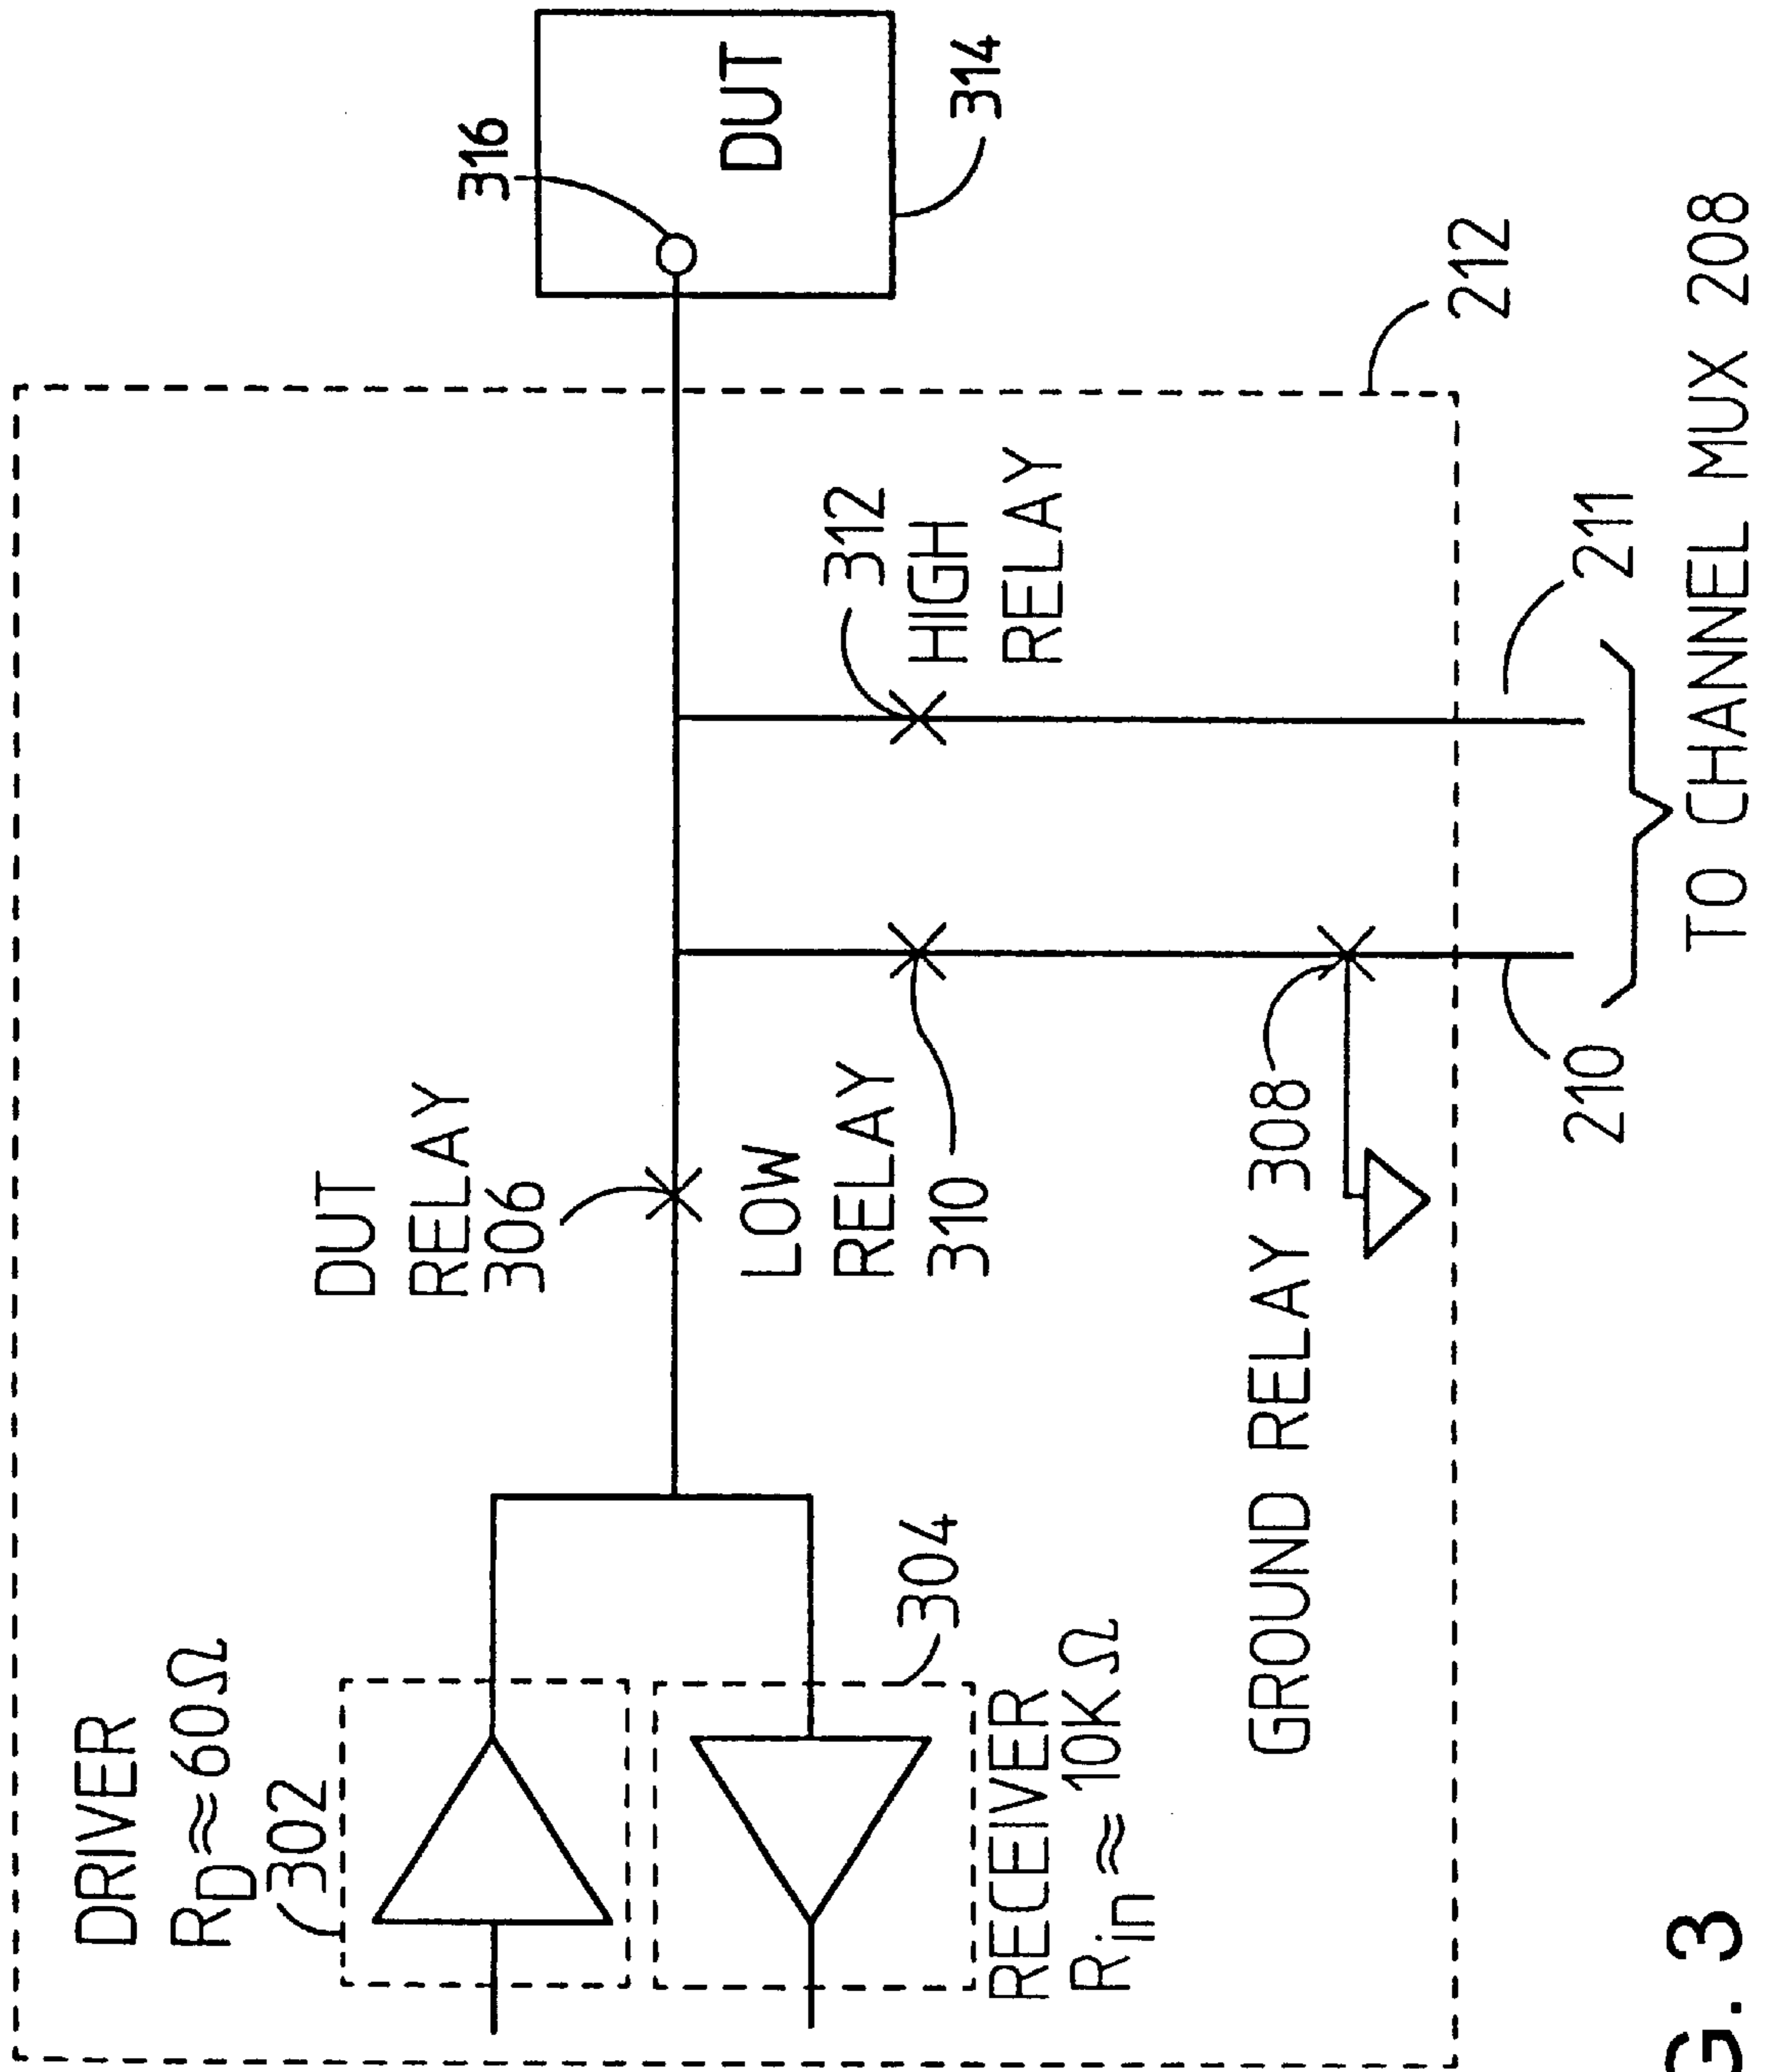 DRIVER
R_D≈60Ω
302
304
RECEIVER
R_in≈10KΩ
DUT
RELAY
306
LOW
RELAY
310
GROUND RELAY 308
312
HIGH
RELAY
316
DUT
314
212
210
211
TO CHANNEL MUX 208
G. 3